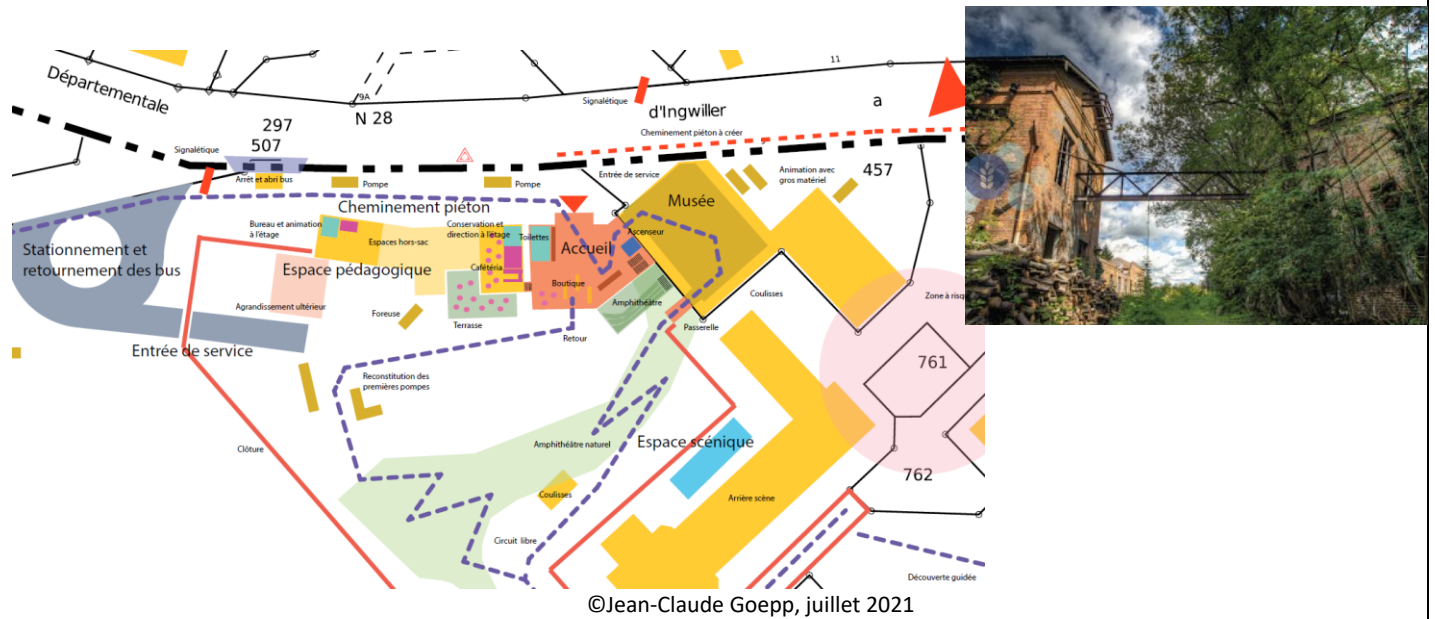 Départementale
297
507
9A
N 28
Signalétique
d'Ingwiller
11
a
Cheminement piéton à créer
457
Signalétique
Arrêt et abri bus
Pompe
Pompe
Entrée de service
Animation avec
gros matériel
Musée
Cheminement piéton
Bureau et animation
à l'étage
Espaces hors-sac
Conservation et
direction à l'étage
Toilettes
Accueil
Ascenseur
Stationnement et
retournement des bus
Espace pédagogique
Cafétéria
Boutique
Amphithéâtre
Coulisses
Agrandissement ultérieur
Foreuse
Terrasse
Retour
Passerelle
761
Entrée de service
Reconstitution des
premières pompes
Clôture
Amphithéâtre naturel
Espace scénique
762
Coulisses
Arrière scène
Circuit libre
Découverte guidée
©Jean-Claude Goepp, juillet 2021